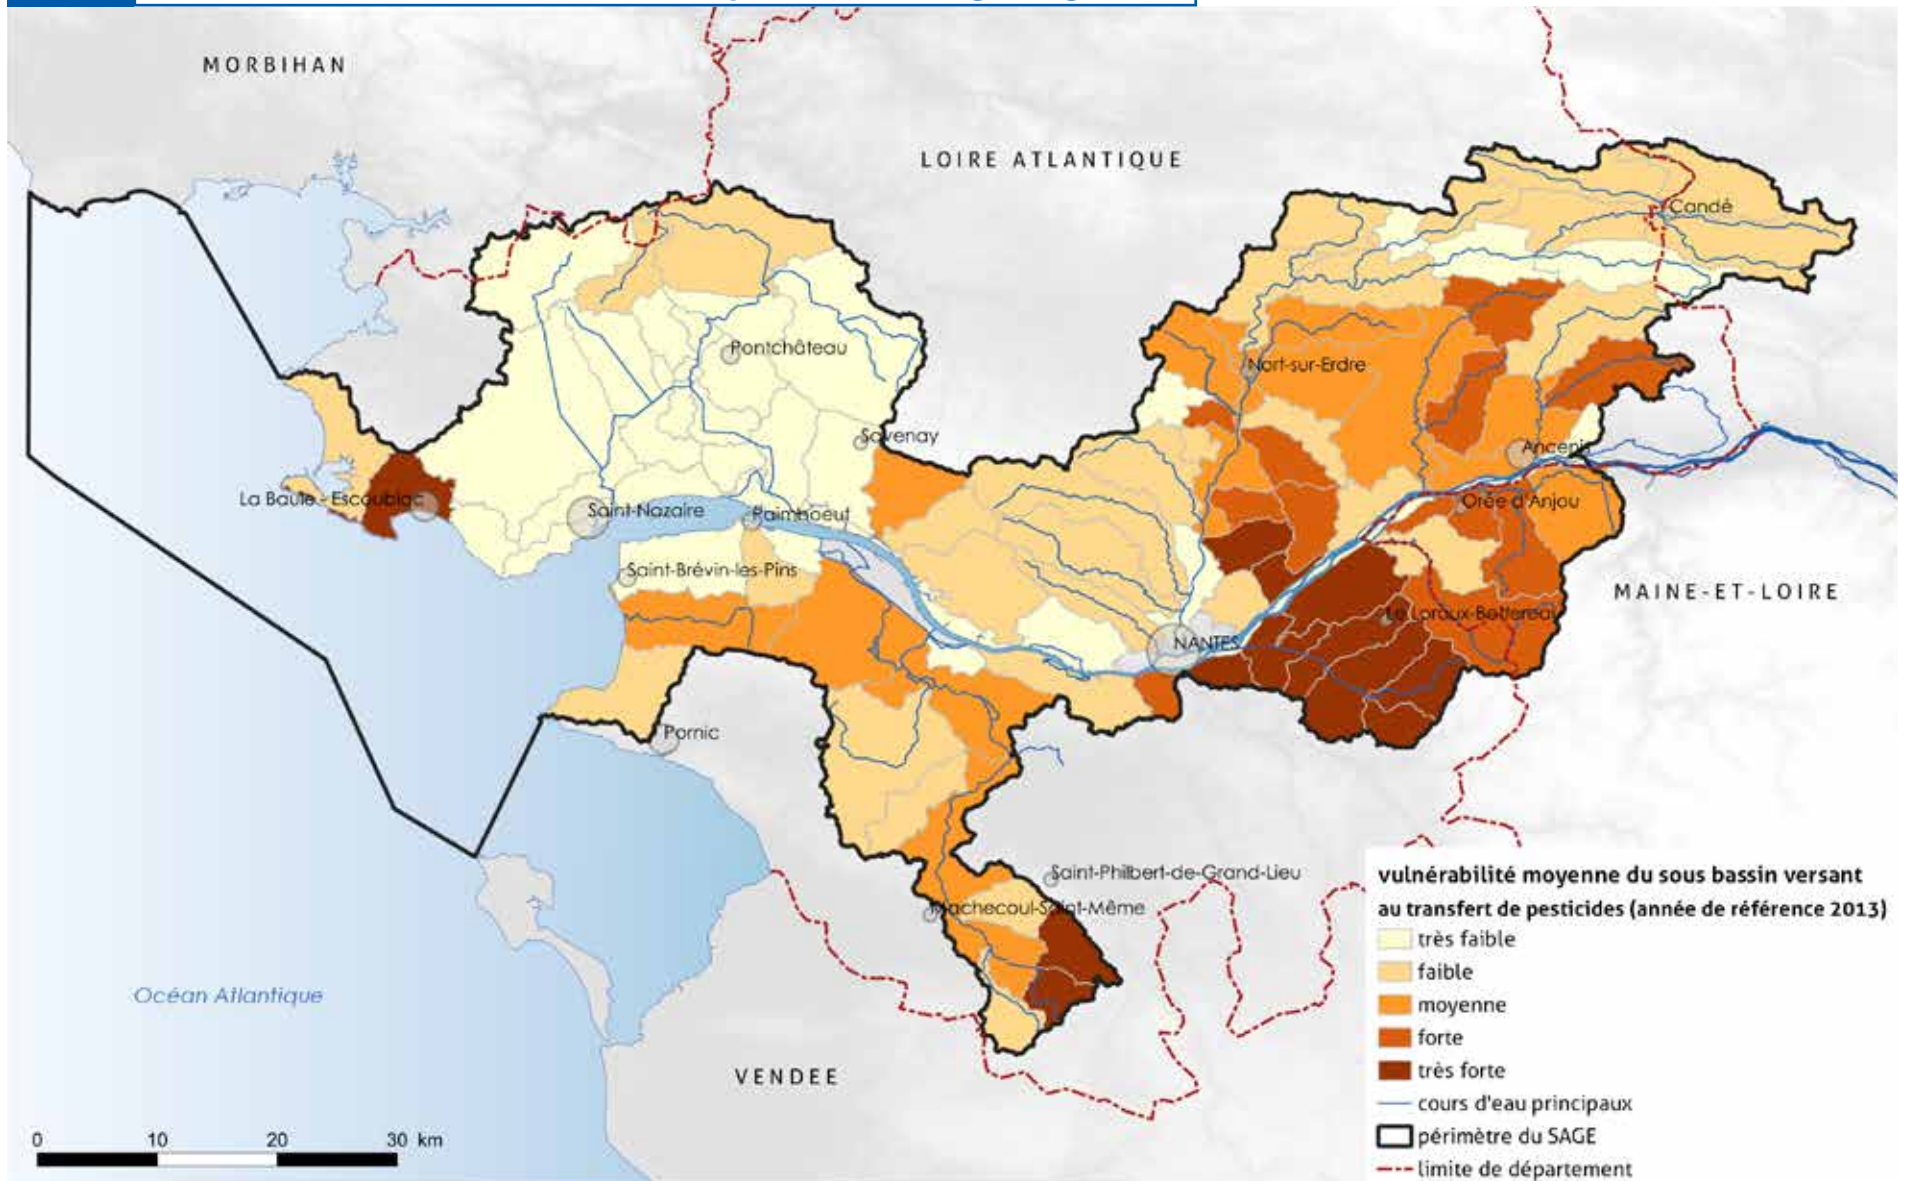 MORBIHAN
LOIRE ATLANTIQUE
Candé
Pontchâteau
Nort-sur-Erdre
Savenay
Ancenis
La Baule - Escoublac
Saint-Nazaire
Paimboeuf
Orée d'Anjou
Saint-Brévin-les-Pins
MAINE-ET-LOIRE
Le Loroux-Bottereau
NANTES
Pornic
Saint-Philbert-de-Grand-Lieu
Machecoul-Saint-Même
Océan Atlantique
VENDEE
vulnérabilité moyenne du sous bassin versant
au transfert de pesticides (année de référence 2013)
très faible
faible
moyenne
forte
très forte
cours d'eau principaux
périmètre du SAGE
limite de département
0 10 20 30 km